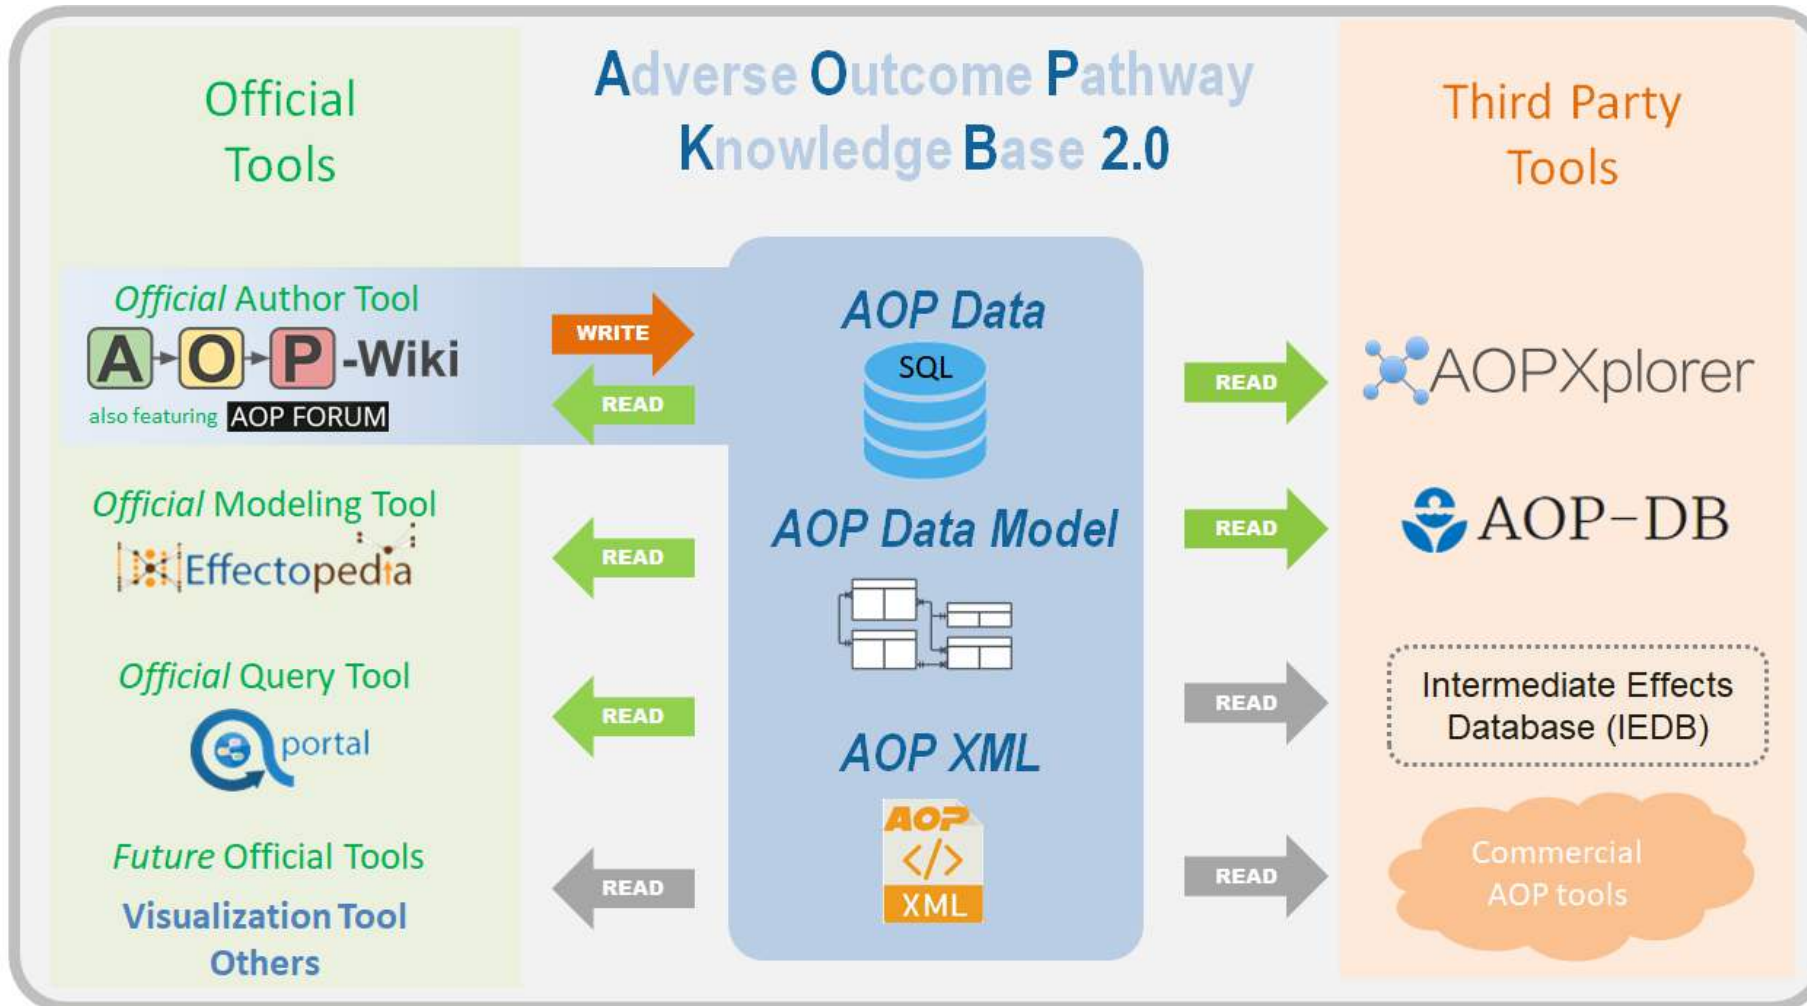 Official
Tools
Adverse Outcome Pathway
Knowledge Base 2.0
Third Party
Tools
Official Author Tool
A O P -Wiki
also featuring AOP FORUM
WRITE
READ
Official Modeling Tool
Effectopedia
READ
Official Query Tool
portal
READ
Future Official Tools
Visualization Tool
Others
READ
AOP Data
SQL
AOP Data Model
AOP XML
AOP
</>
XML
READ
AOPXplorer
READ
AOP-DB
READ
Intermediate Effects
Database (IEDB)
READ
Commercial
AOP tools